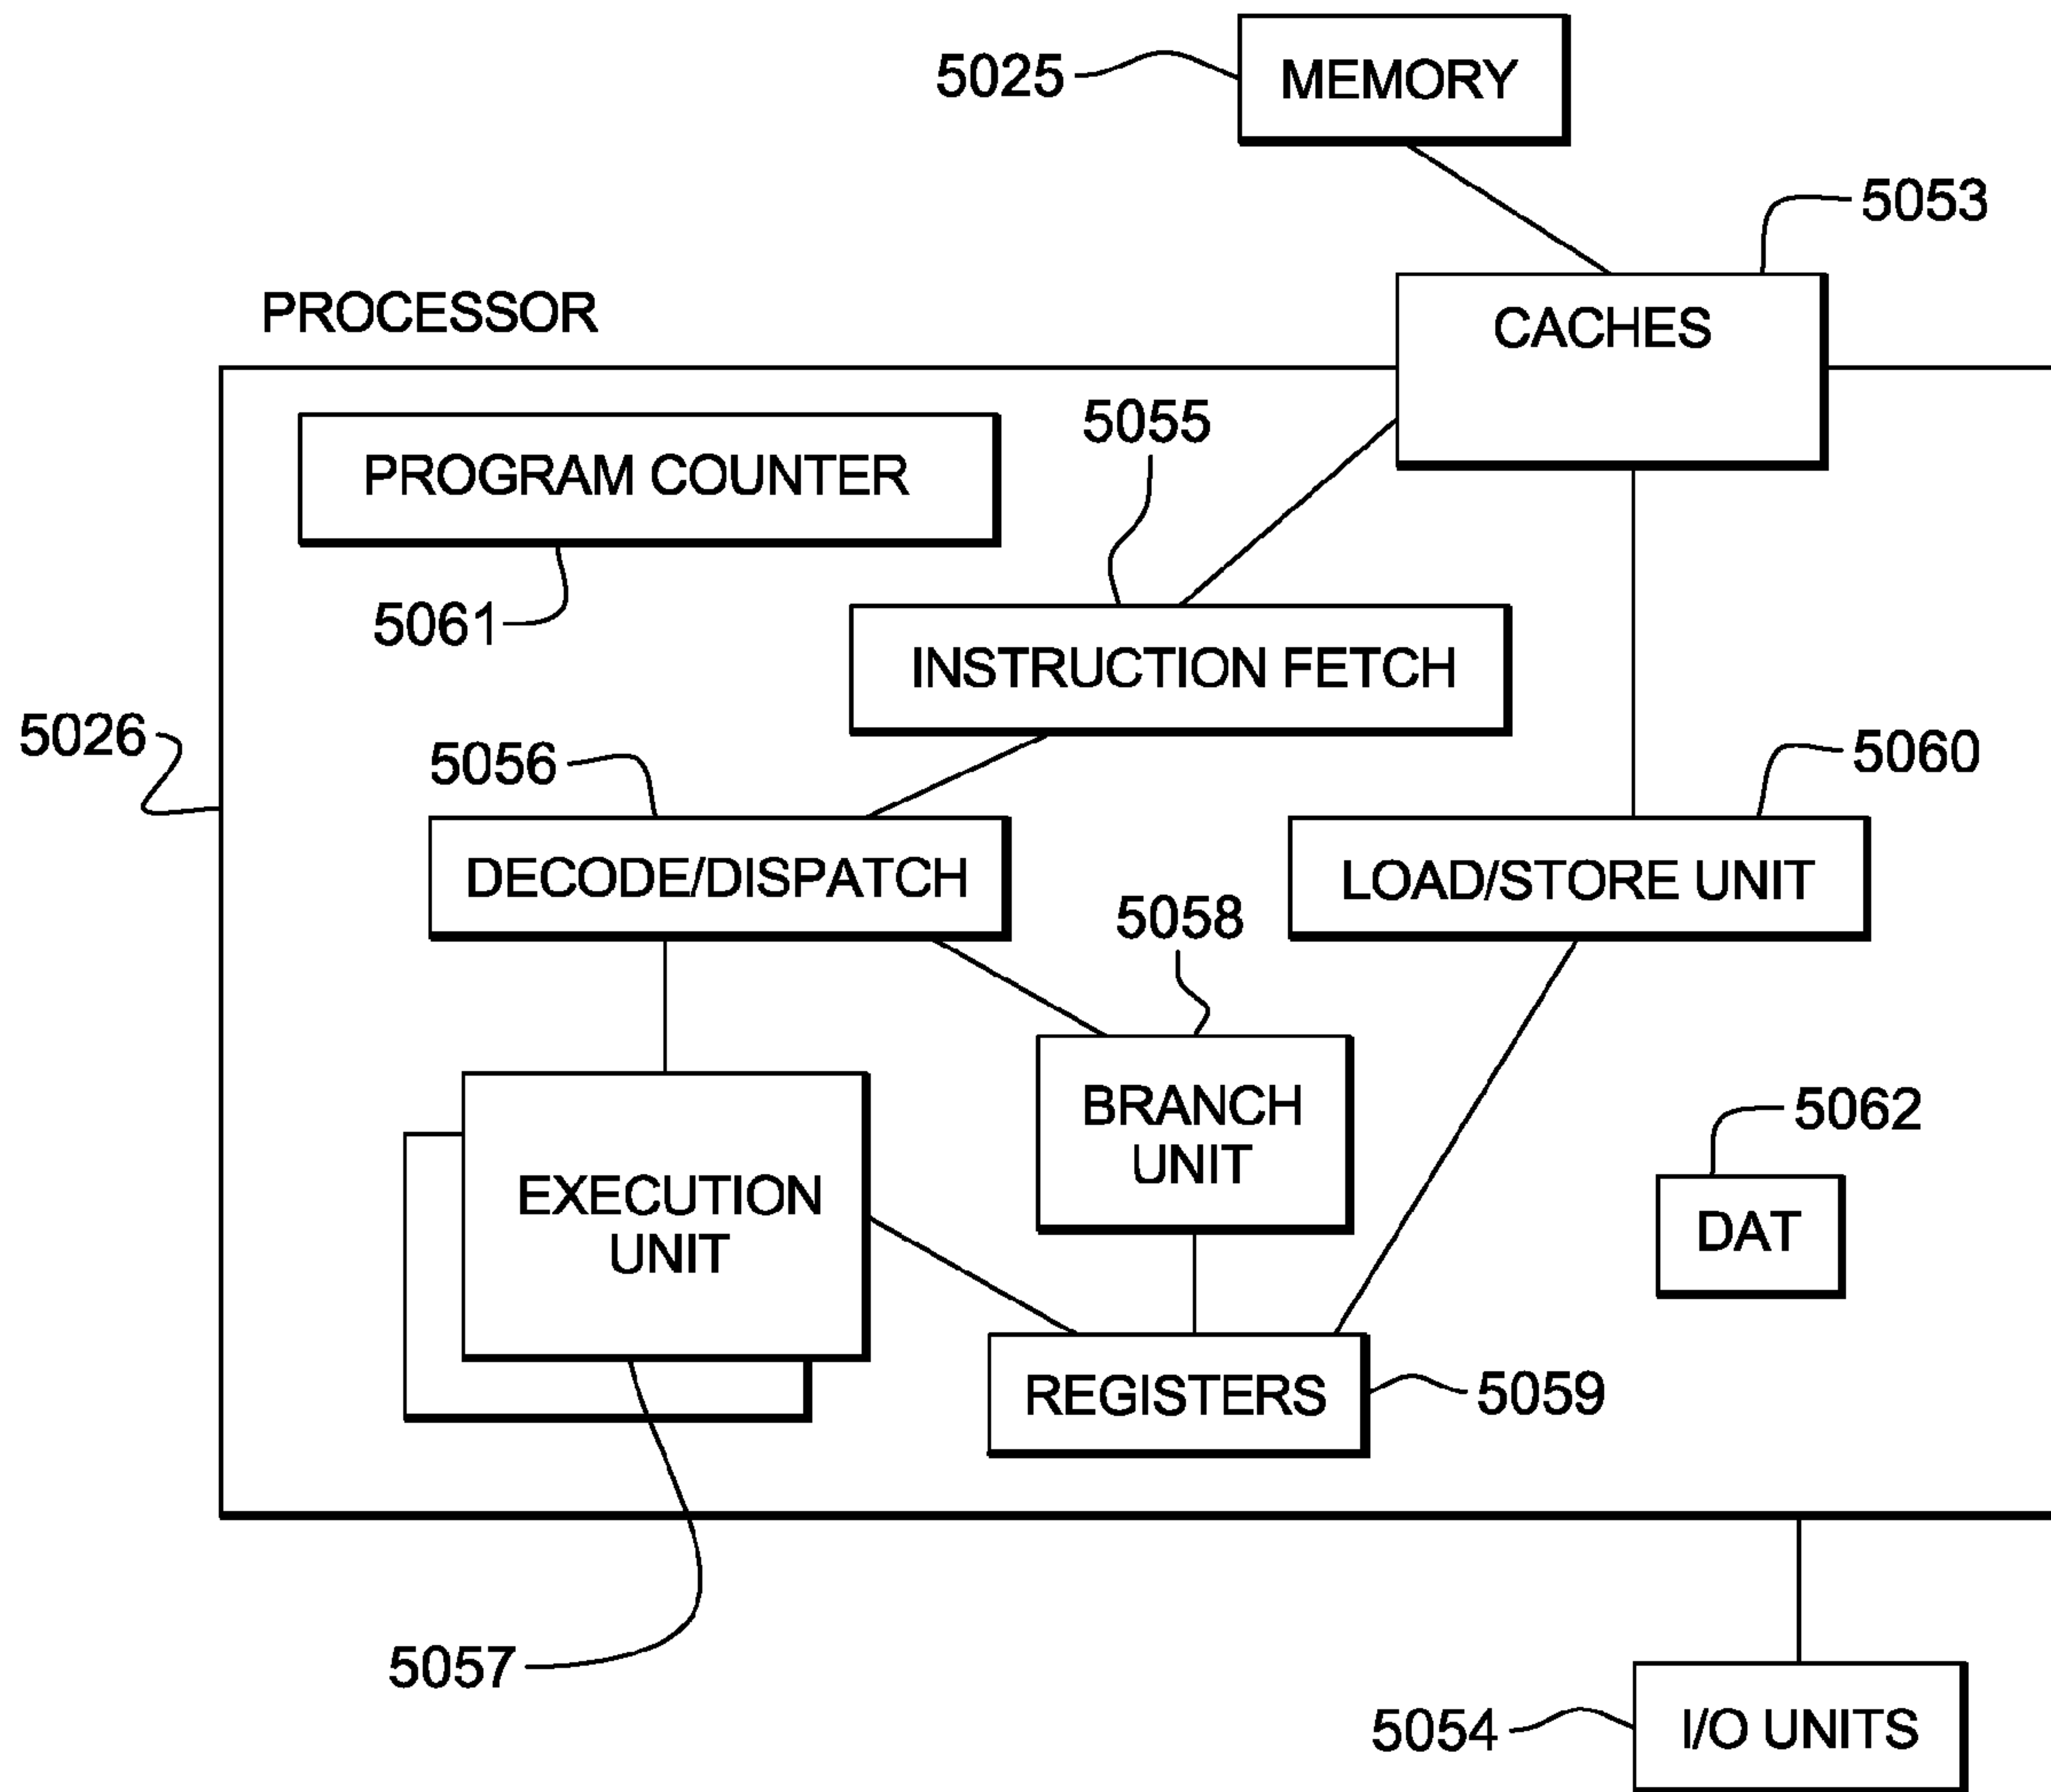 5025
MEMORY
5053
PROCESSOR
CACHES
5055
PROGRAM COUNTER
5061
INSTRUCTION FETCH
5026
5056
5060
DECODE/DISPATCH
LOAD/STORE UNIT
5058
BRANCH
UNIT
5062
EXECUTION
UNIT
DAT
REGISTERS
5059
5057
5054
I/O UNITS